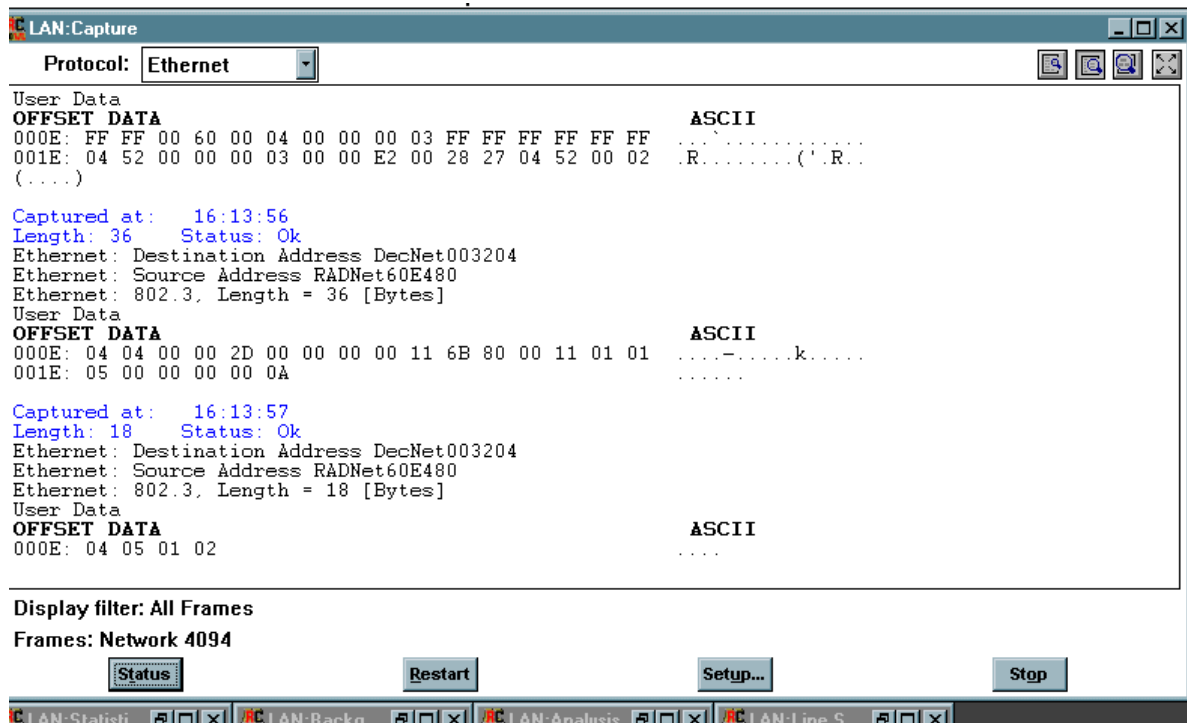 LAN:Capture
Protocol: Ethernet
User Data
OFFSET DATA ASCII
000E: FF FF 00 60 00 04 00 00 00 03 FF FF FF FF FF FF ...`............
001E: 04 52 00 00 00 03 00 00 E2 00 28 27 04 52 00 02 .R........('.R..
(....)
Captured at: 16:13:56
Length: 36 Status: Ok
Ethernet: Destination Address DecNet003204
Ethernet: Source Address RADNet60E480
Ethernet: 802.3, Length = 36 [Bytes]
User Data
OFFSET DATA ASCII
000E: 04 04 00 00 2D 00 00 00 00 11 6B 80 00 11 01 01 ....-.....k.....
001E: 05 00 00 00 00 0A ......
Captured at: 16:13:57
Length: 18 Status: Ok
Ethernet: Destination Address DecNet003204
Ethernet: Source Address RADNet60E480
Ethernet: 802.3, Length = 18 [Bytes]
User Data
OFFSET DATA ASCII
000E: 04 05 01 02 ....
Display filter: All Frames
Frames: Network 4094
Status Restart Setup... Stop
LAN:Statisti LAN:Backg LAN:Analysis LAN:Line S